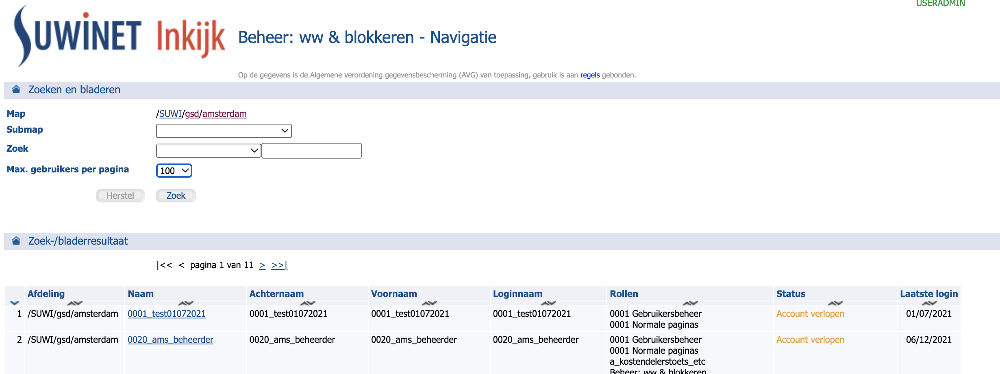 USERADMIN
SUWINET Inkijk
Beheer: ww & blokkeren - Navigatie
Op de gegevens is de Algemene verordening gegevensbescherming (AVG) van toepassing, gebruik is aan regels gebonden.
Zoeken en bladeren
Map /SUWI/gsd/amsterdam
Submap
Zoek
Max. gebruikers per pagina 100
Herstel Zoek
Zoek-/bladerresultaat
|<< < pagina 1 van 11 > >>|
Afdeling Naam Achternaam Voornaam Loginnaam Rollen Status Laatste login
1 /SUWI/gsd/amsterdam 0001_test01072021 0001_test01072021 0001_test01072021 0001_test01072021 0001 Gebruikersbeheer Account verlopen 01/07/2021
0001 Normale paginas
2 /SUWI/gsd/amsterdam 0020_ams_beheerder 0020_ams_beheerder 0020_ams_beheerder 0020_ams_beheerder 0001 Gebruikersbeheer Account verlopen 06/12/2021
0001 Normale paginas
a_kostendelerstoets_etc
Beheer: ww & blokkeren